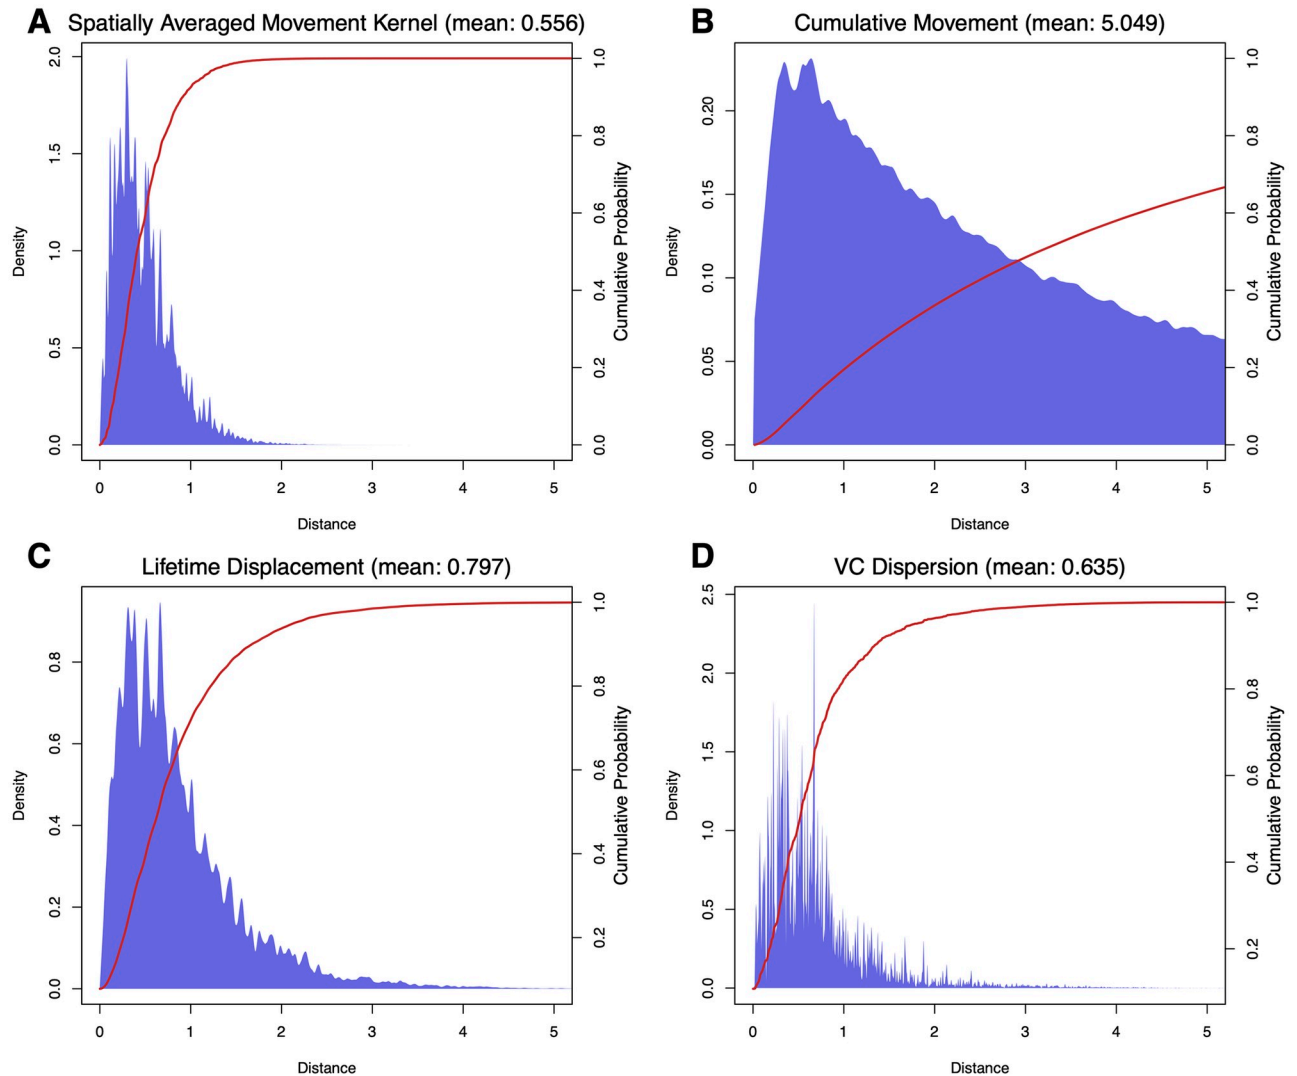 A Spatially Averaged Movement Kernel (mean: 0.556)
Density
0.0 0.5 1.0 1.5 2.0
0.0 0.2 0.4 0.6 0.8 1.0
Cumulative Probability
0 1 2 3 4 5
Distance
B Cumulative Movement (mean: 5.049)
Density
0.00 0.05 0.10 0.15 0.20
0.0 0.2 0.4 0.6 0.8 1.0
Cumulative Probability
0 1 2 3 4 5
Distance
C Lifetime Displacement (mean: 0.797)
Density
0.0 0.2 0.4 0.6 0.8
0.2 0.4 0.6 0.8 1.0
Cumulative Probability
0 1 2 3 4 5
Distance
D VC Dispersion (mean: 0.635)
Density
0.0 0.5 1.0 1.5 2.0 2.5
0.2 0.4 0.6 0.8 1.0
Cumulative Probability
0 1 2 3 4 5
Distance